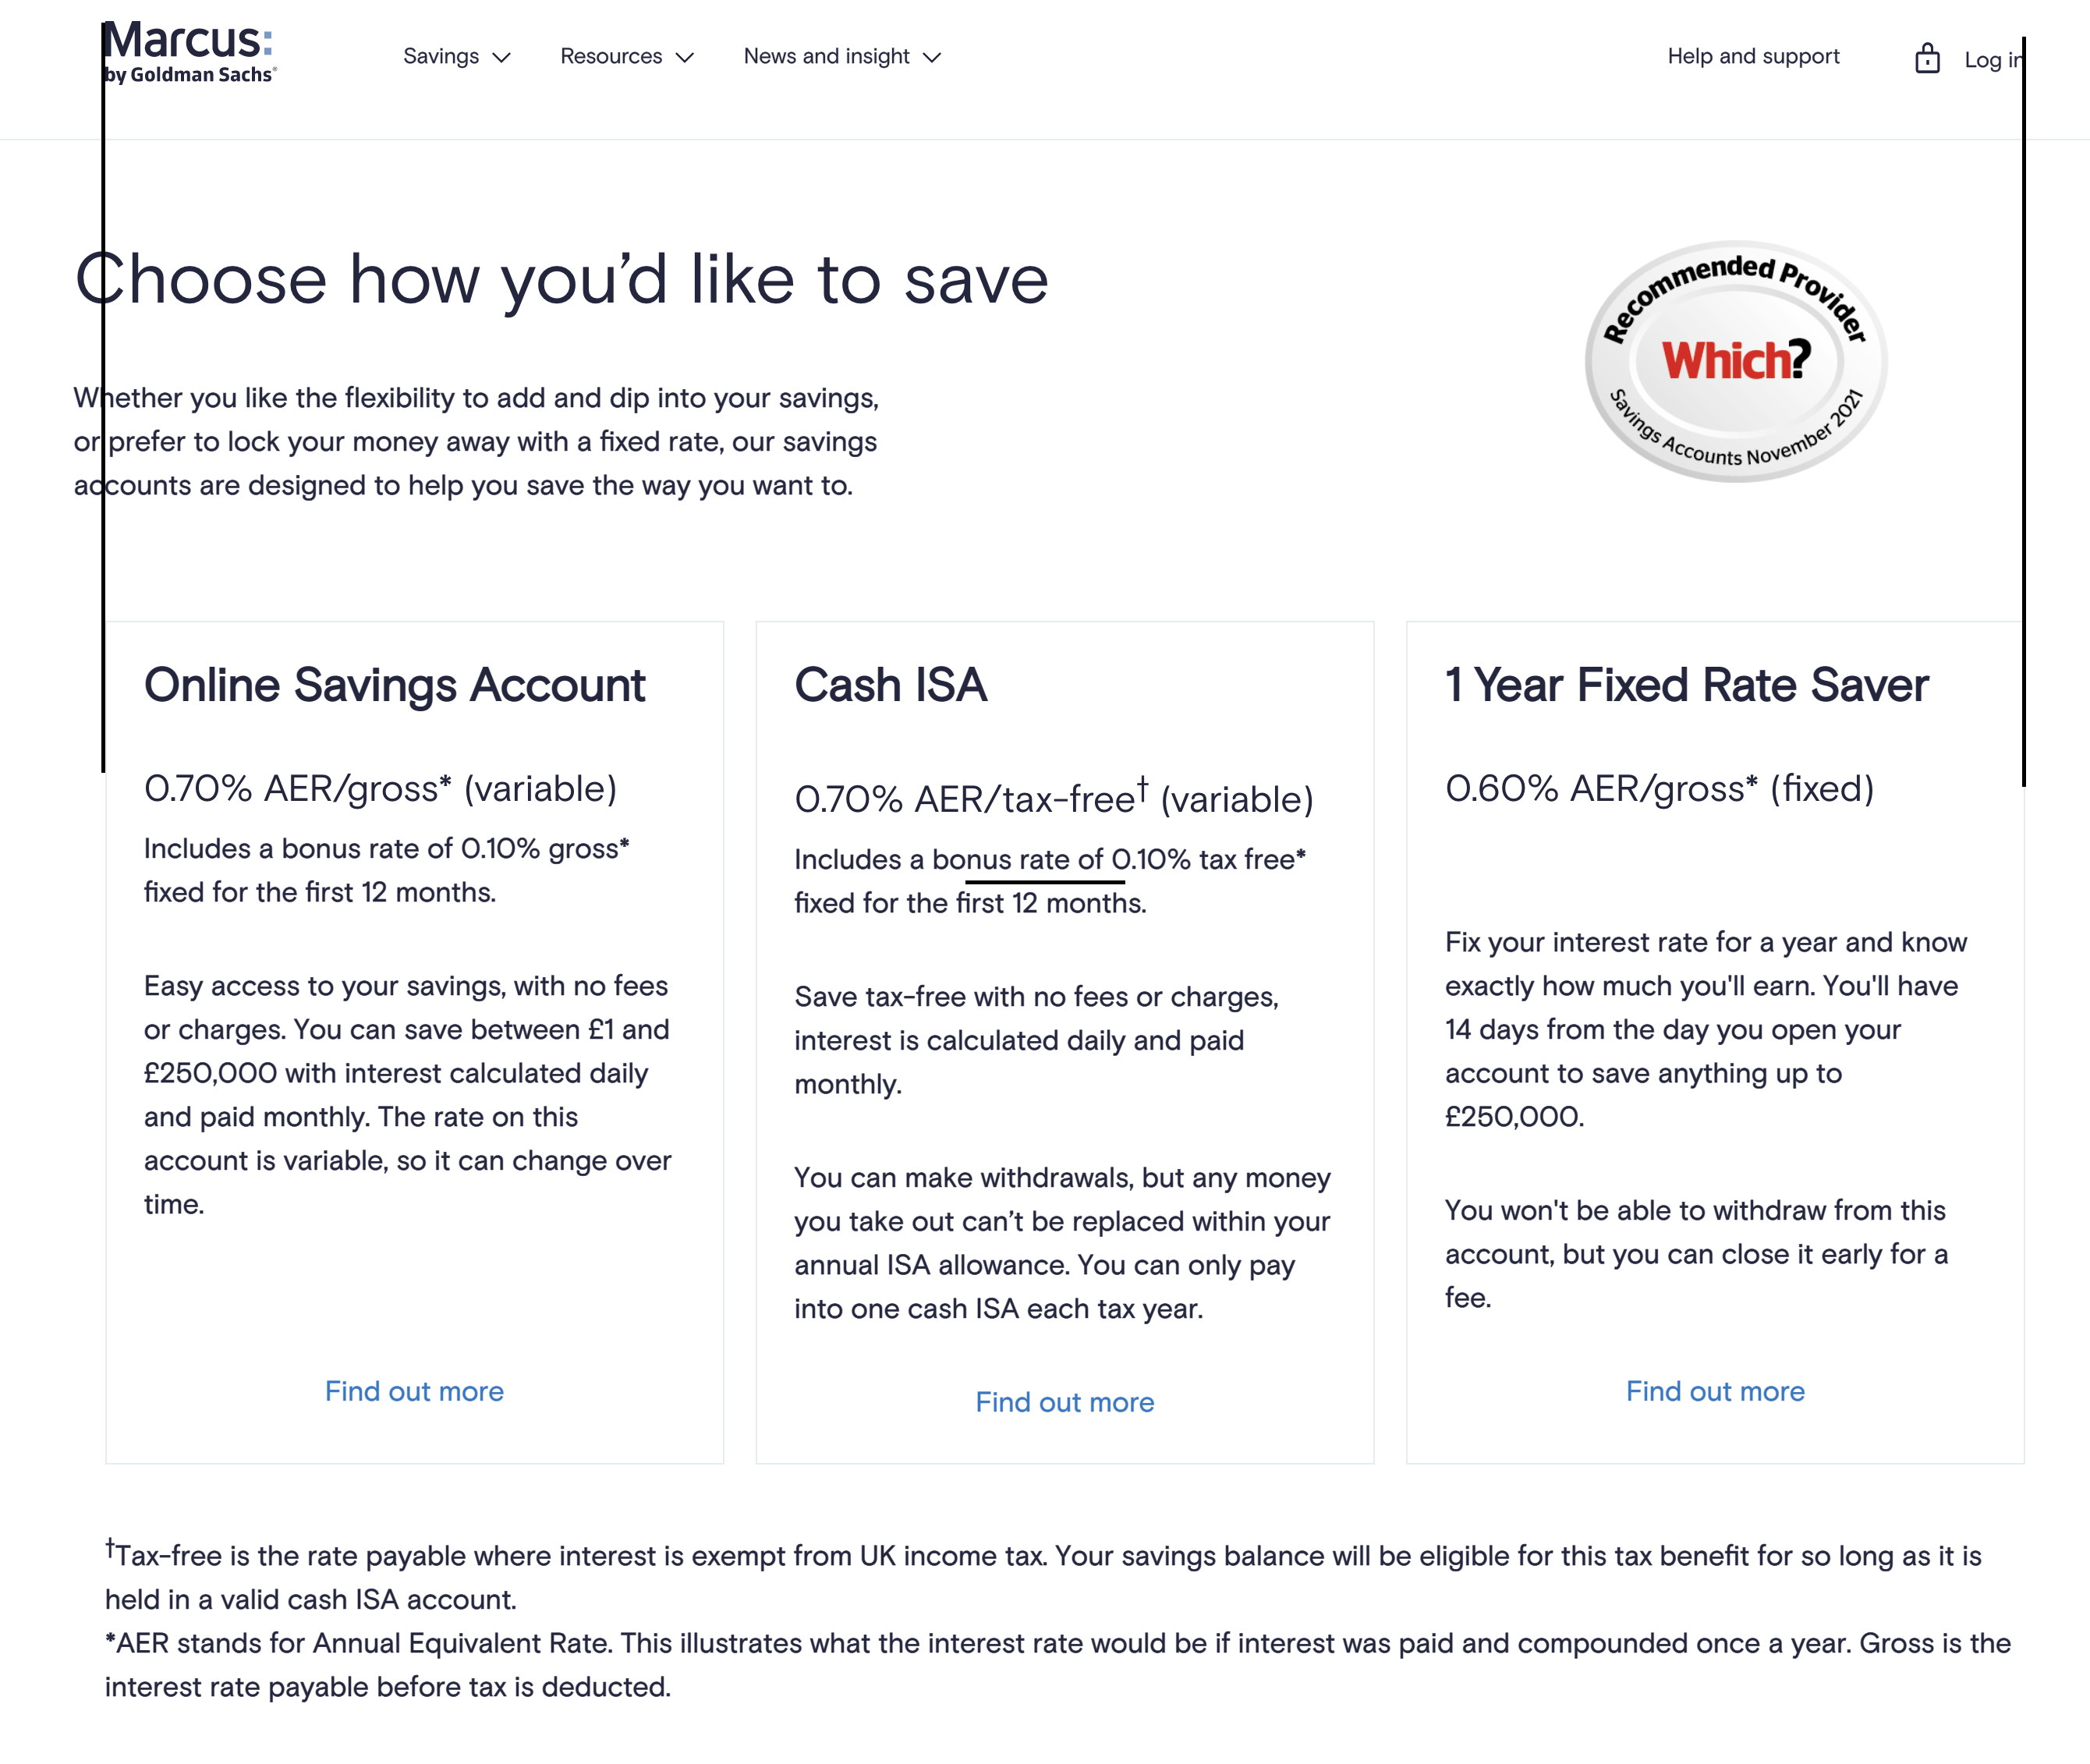 Marcus:
by Goldman Sachs®
Savings
Resources
News and insight
Help and support
Log in
Choose how you’d like to save
Whether you like the flexibility to add and dip into your savings,
or prefer to lock your money away with a fixed rate, our savings
accounts are designed to help you save the way you want to.
Recommended Provider
Which?
Savings Accounts November 2021
Online Savings Account
0.70% AER/gross* (variable)
Includes a bonus rate of 0.10% gross*
fixed for the first 12 months.
Easy access to your savings, with no fees
or charges. You can save between £1 and
£250,000 with interest calculated daily
and paid monthly. The rate on this
account is variable, so it can change over
time.
Find out more
Cash ISA
0.70% AER/tax-free† (variable)
Includes a bonus rate of 0.10% tax free*
fixed for the first 12 months.
Save tax-free with no fees or charges,
interest is calculated daily and paid
monthly.
You can make withdrawals, but any money
you take out can’t be replaced within your
annual ISA allowance. You can only pay
into one cash ISA each tax year.
Find out more
1 Year Fixed Rate Saver
0.60% AER/gross* (fixed)
Fix your interest rate for a year and know
exactly how much you'll earn. You'll have
14 days from the day you open your
account to save anything up to
£250,000.
You won't be able to withdraw from this
account, but you can close it early for a
fee.
Find out more
†Tax-free is the rate payable where interest is exempt from UK income tax. Your savings balance will be eligible for this tax benefit for so long as it is
held in a valid cash ISA account.
*AER stands for Annual Equivalent Rate. This illustrates what the interest rate would be if interest was paid and compounded once a year. Gross is the
interest rate payable before tax is deducted.